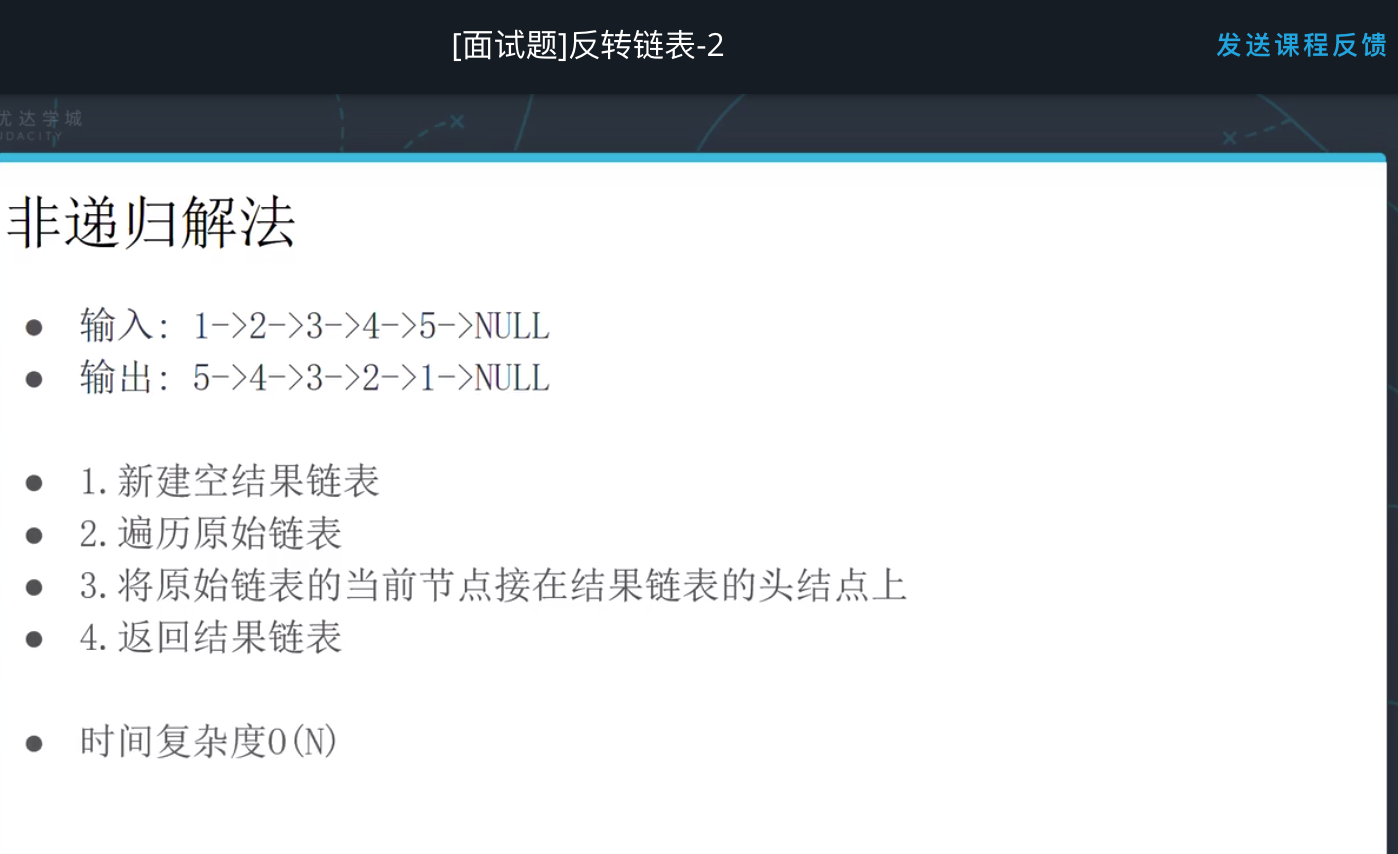 [面试题]反转链表-2
发送课程反馈
优达学城
UDACITY
非递归解法
● 输入: 1->2->3->4->5->NULL
● 输出: 5->4->3->2->1->NULL
● 1.新建空结果链表
● 2.遍历原始链表
● 3.将原始链表的当前节点接在结果链表的头结点上
● 4.返回结果链表
● 时间复杂度O(N)